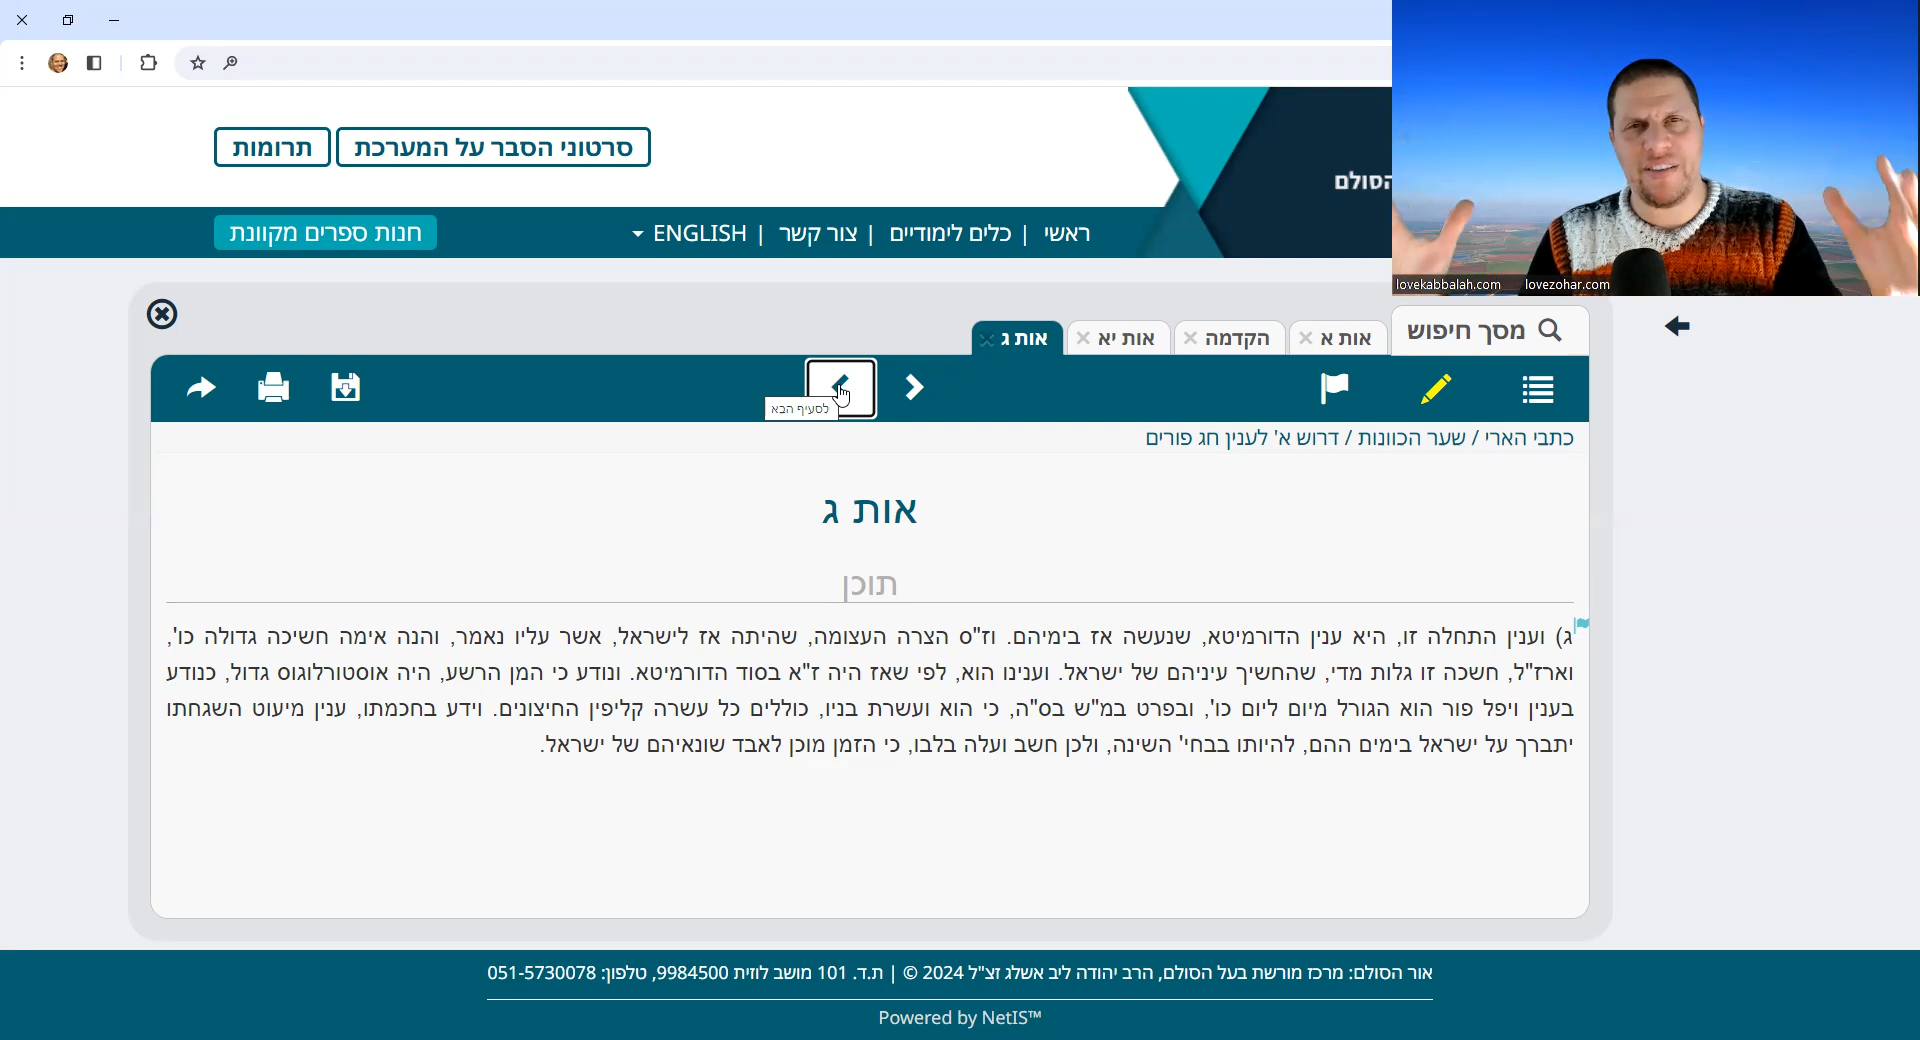 סרטוני הסבר על המערכת
תרומות
הסולם
ראשי | כלים לימודיים | צור קשר | ENGLISH
חנות ספרים מקוונת
lovekabbalah.com lovezohar.com
מסך חיפוש
אות א
הקדמה
אות יא
אות ג
לסעיף הבא
כתבי הארי / שער הכוונות / דרוש א' לענין חג פורים
אות ג
תוכן
ג) וענין התחלה זו, היא ענין הדורמיטא, שנעשה אז בימיהם. וז"ס הצרה העצומה, שהיתה אז לישראל, אשר עליו נאמר, והנה אימה חשיכה גדולה כו',
וארז"ל, חשכה זו גלות מדי, שהחשיך עיניהם של ישראל. וענינו הוא, לפי שאז היה ז"א בסוד הדורמיטא. ונודע כי המן הרשע, היה אוסטורלוגוס גדול, כנודע
בענין ויפל פור הוא הגורל מיום ליום כו', ובפרט במ"ש בס"ה, כי הוא ועשרת בניו, כוללים כל עשרה קליפין החיצונים. וידע בחכמתו, ענין מיעוט השגחתו
יתברך על ישראל בימים ההם, להיותו בבחי' השינה, ולכן חשב ועלה בלבו, כי הזמן מוכן לאבד שונאיהם של ישראל.
אור הסולם: מרכז מורשת בעל הסולם, הרב יהודה ליב אשלג זצ"ל 2024 © | ת.ד. 101 מושב לוזית 9984500, טלפון: 051-5730078
Powered by NetIS™